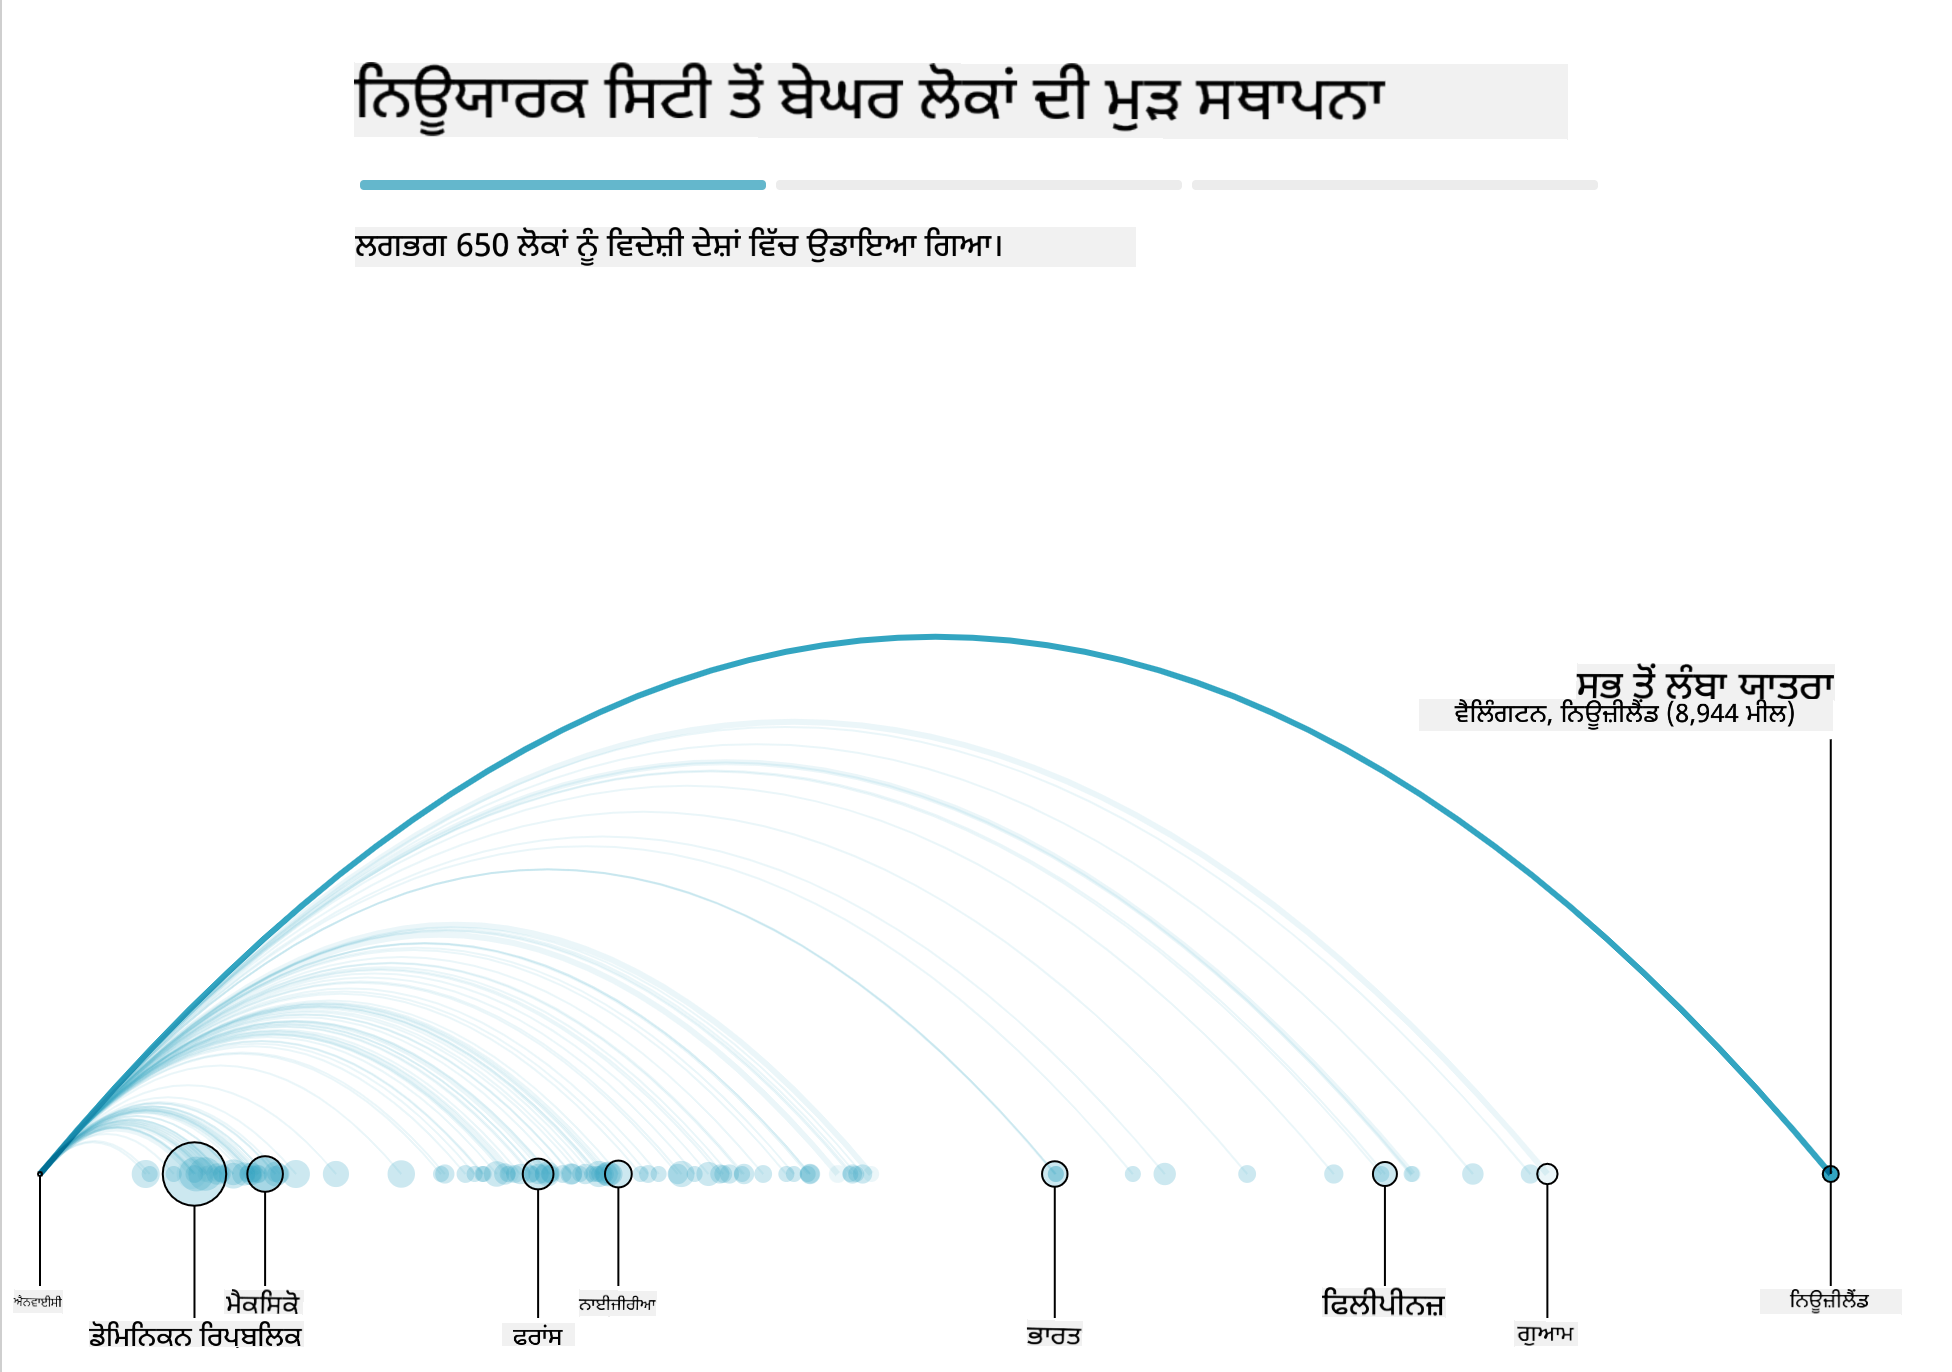 ਨਿਊਯਾਰਕ ਸਿਟੀ ਤੋਂ ਬੇਘਰ ਲੋਕਾਂ ਦੀ ਮੁੜ ਸਥਾਪਨਾ
ਲਗਭਗ 650 ਲੋਕਾਂ ਨੂੰ ਵਿਦੇਸ਼ੀ ਦੇਸ਼ਾਂ ਵਿੱਚ ਉਡਾਇਆ ਗਿਆ।
ਸਭ ਤੋਂ ਲੰਬਾ ਯਾਤਰਾ
ਵੈਲਿੰਗਟਨ, ਨਿਊਜ਼ੀਲੈਂਡ (8,944 ਮੀਲ)
ਐਨਵਾਈਸੀ
ਡੋਮਿਨਿਕਨ ਰਿਪਬਲਿਕ
ਮੈਕਸਿਕੋ
ਫਰਾਂਸ
ਨਾਈਜੀਰੀਆ
ਭਾਰਤ
ਫਿਲੀਪੀਨਜ਼
ਗੁਆਮ
ਨਿਊਜ਼ੀਲੈਂਡ